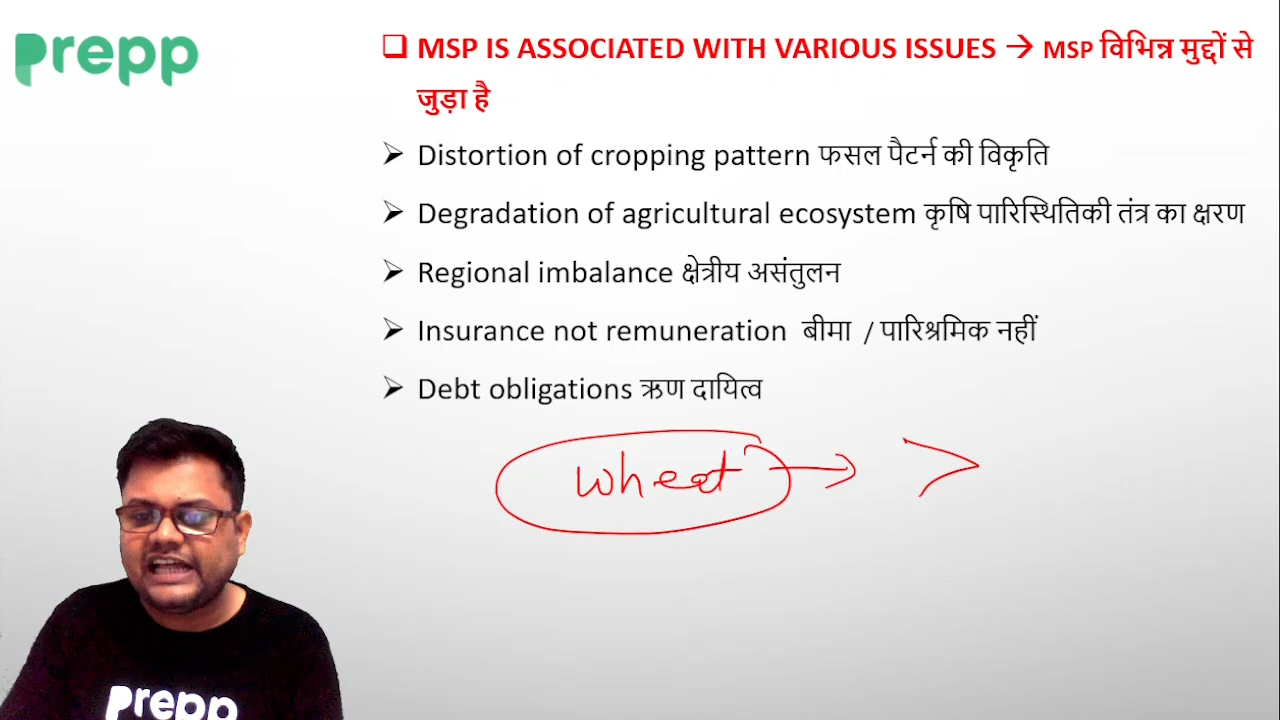 prepp
MSP IS ASSOCIATED WITH VARIOUS ISSUES → MSP विभिन्न मुद्दों से
जुड़ा है
Distortion of cropping pattern फसल पैटर्न की विकृति
Degradation of agricultural ecosystem कृषि पारिस्थितिकी तंत्र का क्षरण
Regional imbalance क्षेत्रीय असंतुलन
Insurance not remuneration बीमा / पारिश्रमिक नहीं
Debt obligations ऋण दायित्व
wheat → >
prepp